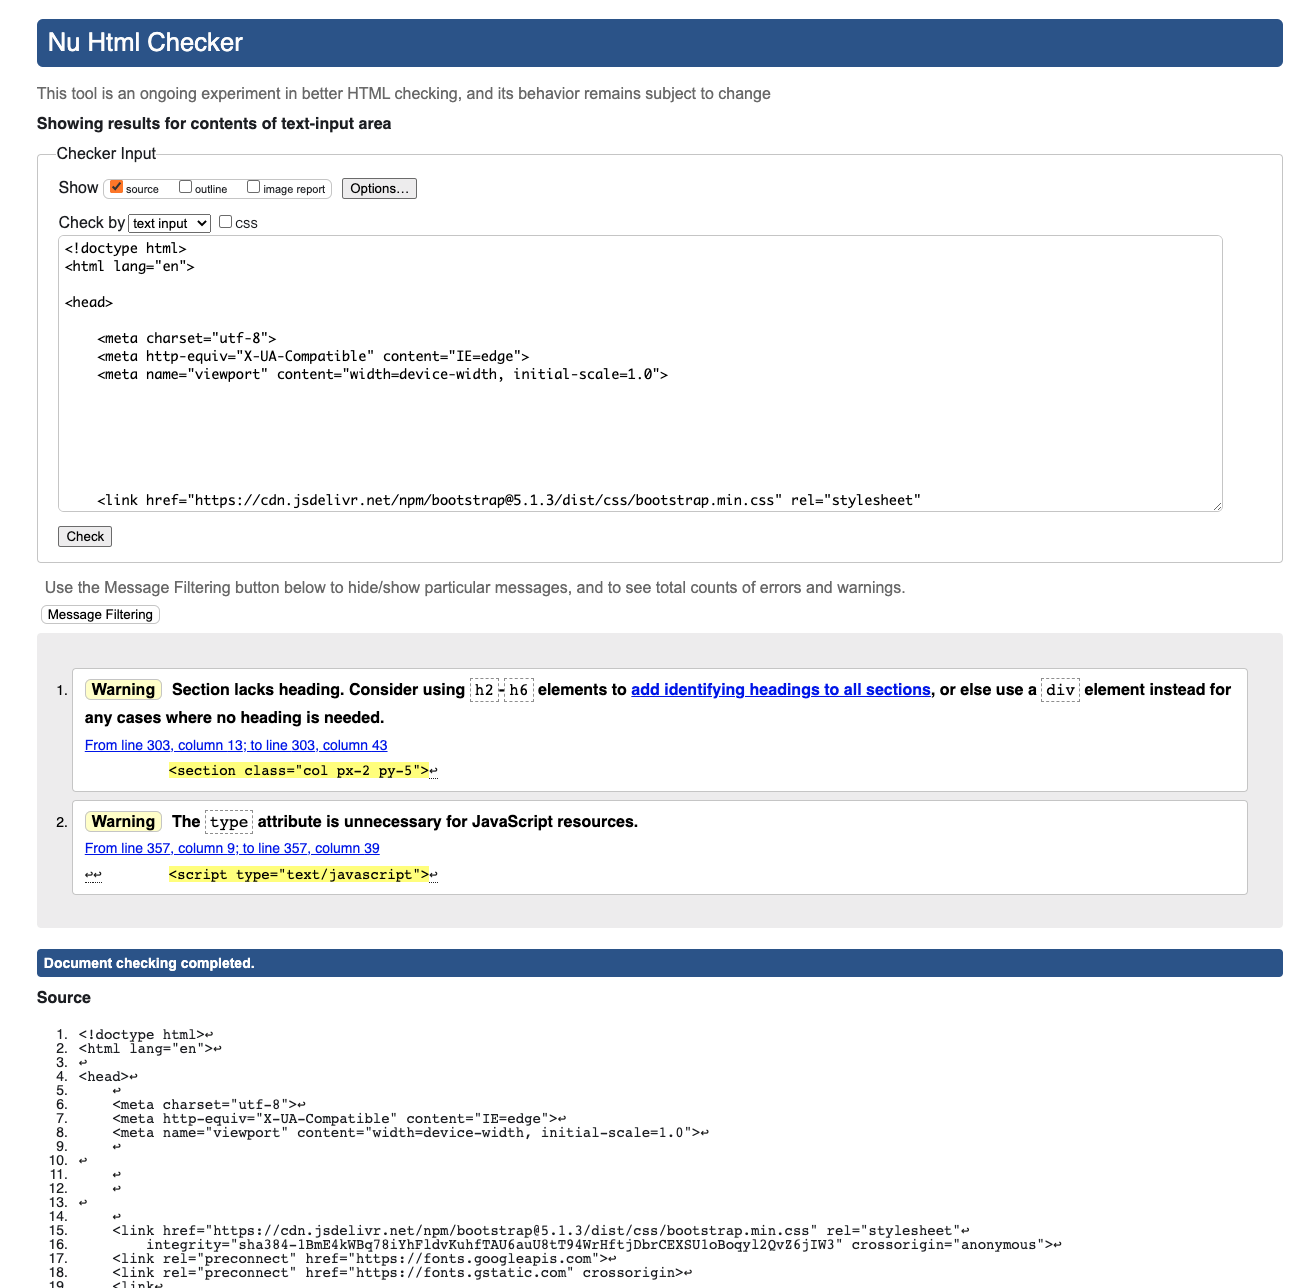 Nu Html Checker
This tool is an ongoing experiment in better HTML checking, and its behavior remains subject to change
Showing results for contents of text-input area
Checker Input
Show source outline image report Options...
Check by text input CSS
<!doctype html>
<html lang="en">
<head>
<meta charset="utf-8">
<meta http-equiv="X-UA-Compatible" content="IE=edge">
<meta name="viewport" content="width=device-width, initial-scale=1.0">
<link href="https://cdn.jsdelivr.net/npm/bootstrap@5.1.3/dist/css/bootstrap.min.css" rel="stylesheet"
Check
Use the Message Filtering button below to hide/show particular messages, and to see total counts of errors and warnings.
Message Filtering
1. Warning Section lacks heading. Consider using h2-h6 elements to add identifying headings to all sections, or else use a div element instead for
any cases where no heading is needed.
From line 303, column 13; to line 303, column 43
<section class="col px-2 py-5">↩
2. Warning The type attribute is unnecessary for JavaScript resources.
From line 357, column 9; to line 357, column 39
↩↩ <script type="text/javascript">↩
Document checking completed.
Source
1. <!doctype html>↩
2. <html lang="en">↩
3. ↩
4. <head>↩
5. ↩
6. <meta charset="utf-8">↩
7. <meta http-equiv="X-UA-Compatible" content="IE=edge">↩
8. <meta name="viewport" content="width=device-width, initial-scale=1.0">↩
9. ↩
10. ↩
11. ↩
12. ↩
13. ↩
14. ↩
15. <link href="https://cdn.jsdelivr.net/npm/bootstrap@5.1.3/dist/css/bootstrap.min.css" rel="stylesheet"↩
16. integrity="sha384-1BmE4kWBq78iYhFldvKuhfTAU6auU8tT94WrHftjDbrCEXSU1oBoqyl2QvZ6jIW3" crossorigin="anonymous">↩
17. <link rel="preconnect" href="https://fonts.googleapis.com">↩
18. <link rel="preconnect" href="https://fonts.gstatic.com" crossorigin>↩
19. <link↩